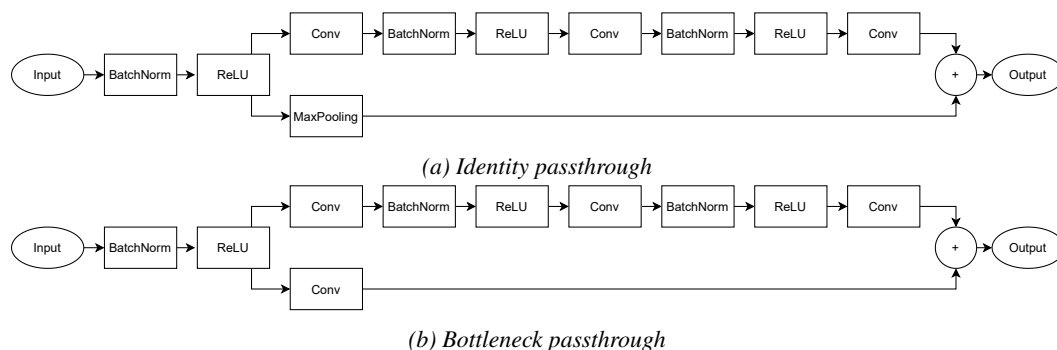 Conv BatchNorm ReLU Conv BatchNorm ReLU Conv
Input BatchNorm ReLU + Output
MaxPooling
(a) Identity passthrough
Conv BatchNorm ReLU Conv BatchNorm ReLU Conv
Input BatchNorm ReLU + Output
Conv
(b) Bottleneck passthrough